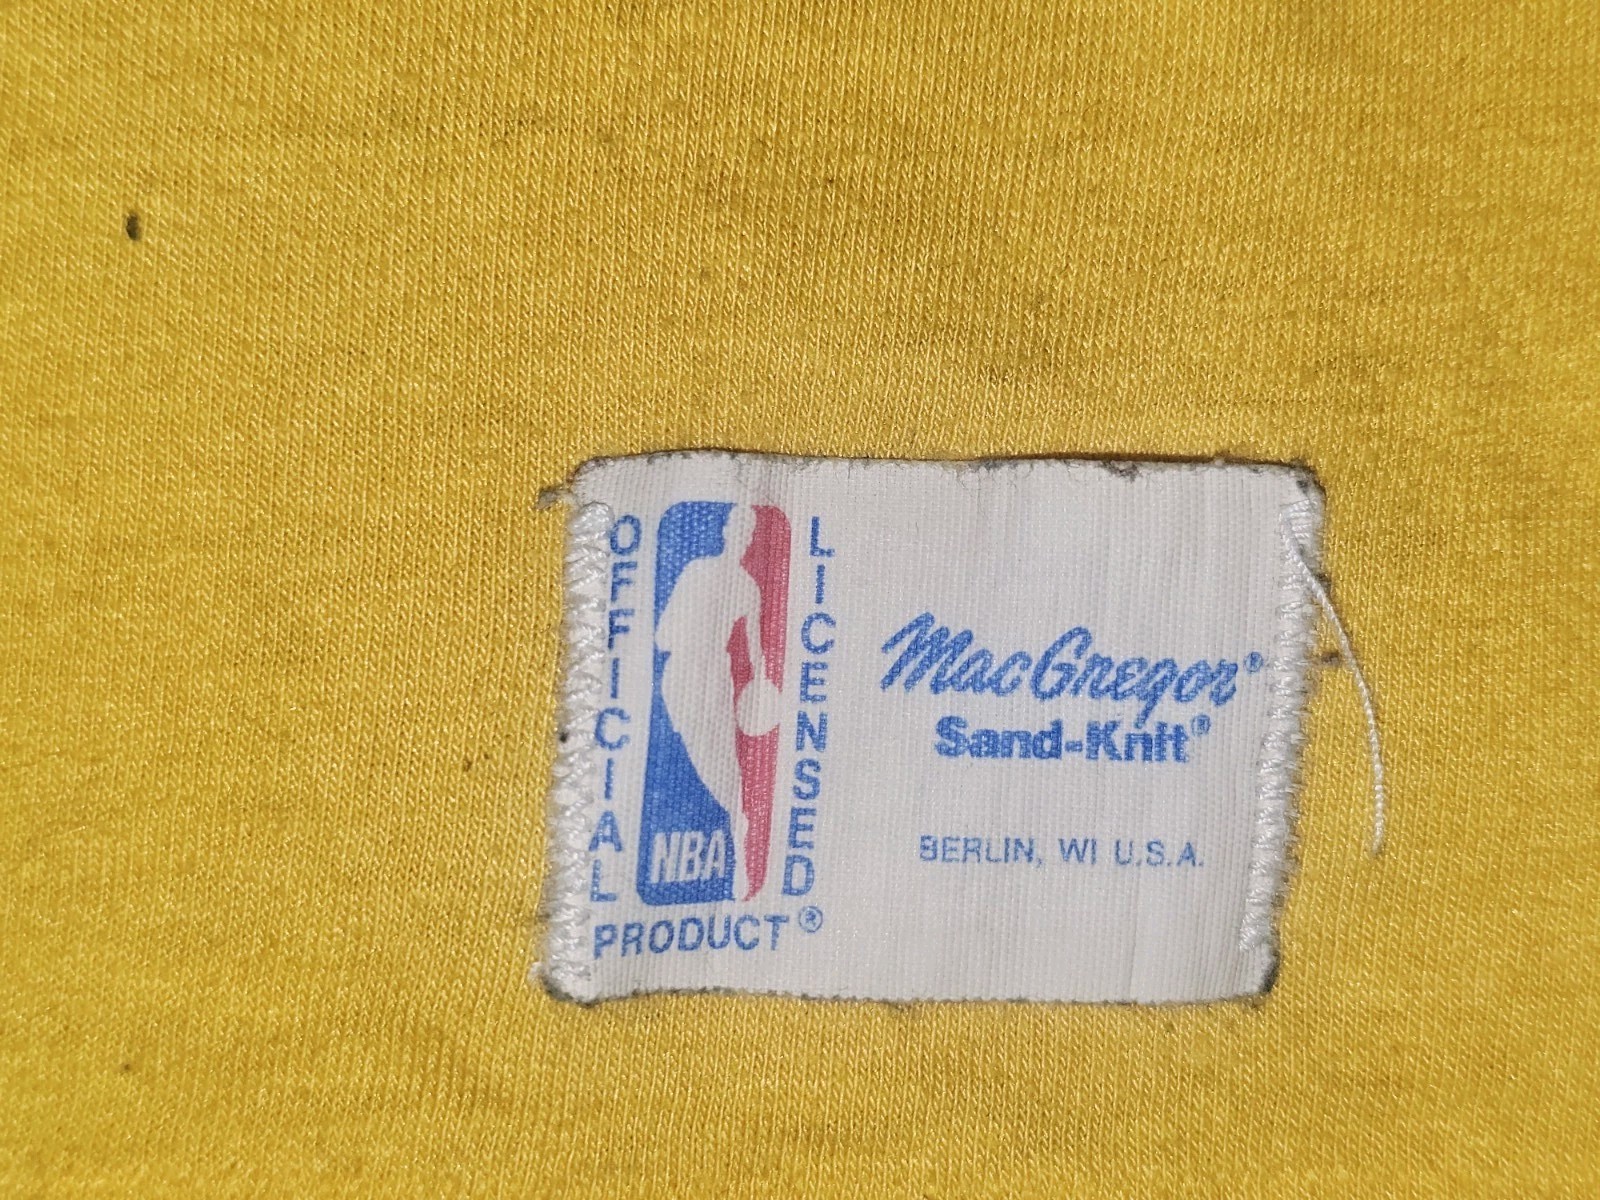 OFFICIAL
NBA
LICENSED
PRODUCT®
MacGregor®
Sand-Knit®
BERLIN, WI U.S.A.